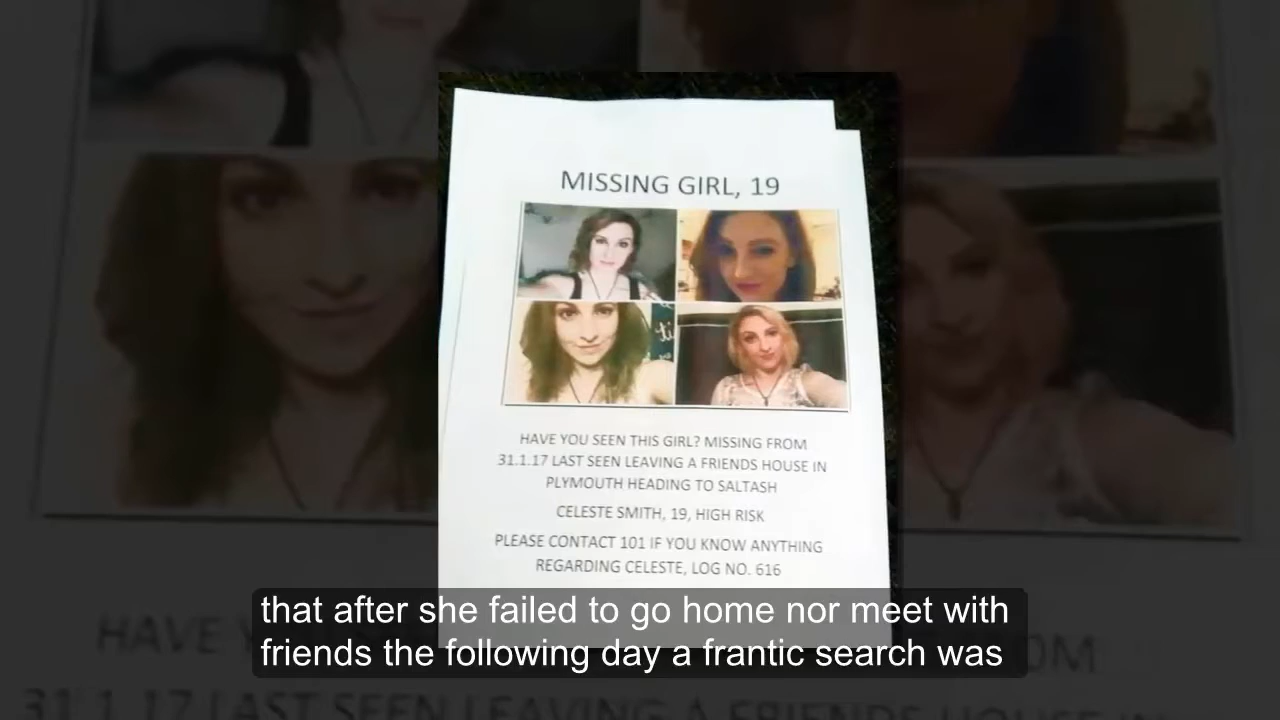 MISSING GIRL, 19
HAVE YOU SEEN THIS GIRL? MISSING FROM
31.1.17 LAST SEEN LEAVING A FRIENDS HOUSE IN
PLYMOUTH HEADING TO SALTASH
CELESTE SMITH, 19, HIGH RISK
PLEASE CONTACT 101 IF YOU KNOW ANYTHING
REGARDING CELESTE, LOG NO. 616
that after she failed to go home nor meet with
friends the following day a frantic search was